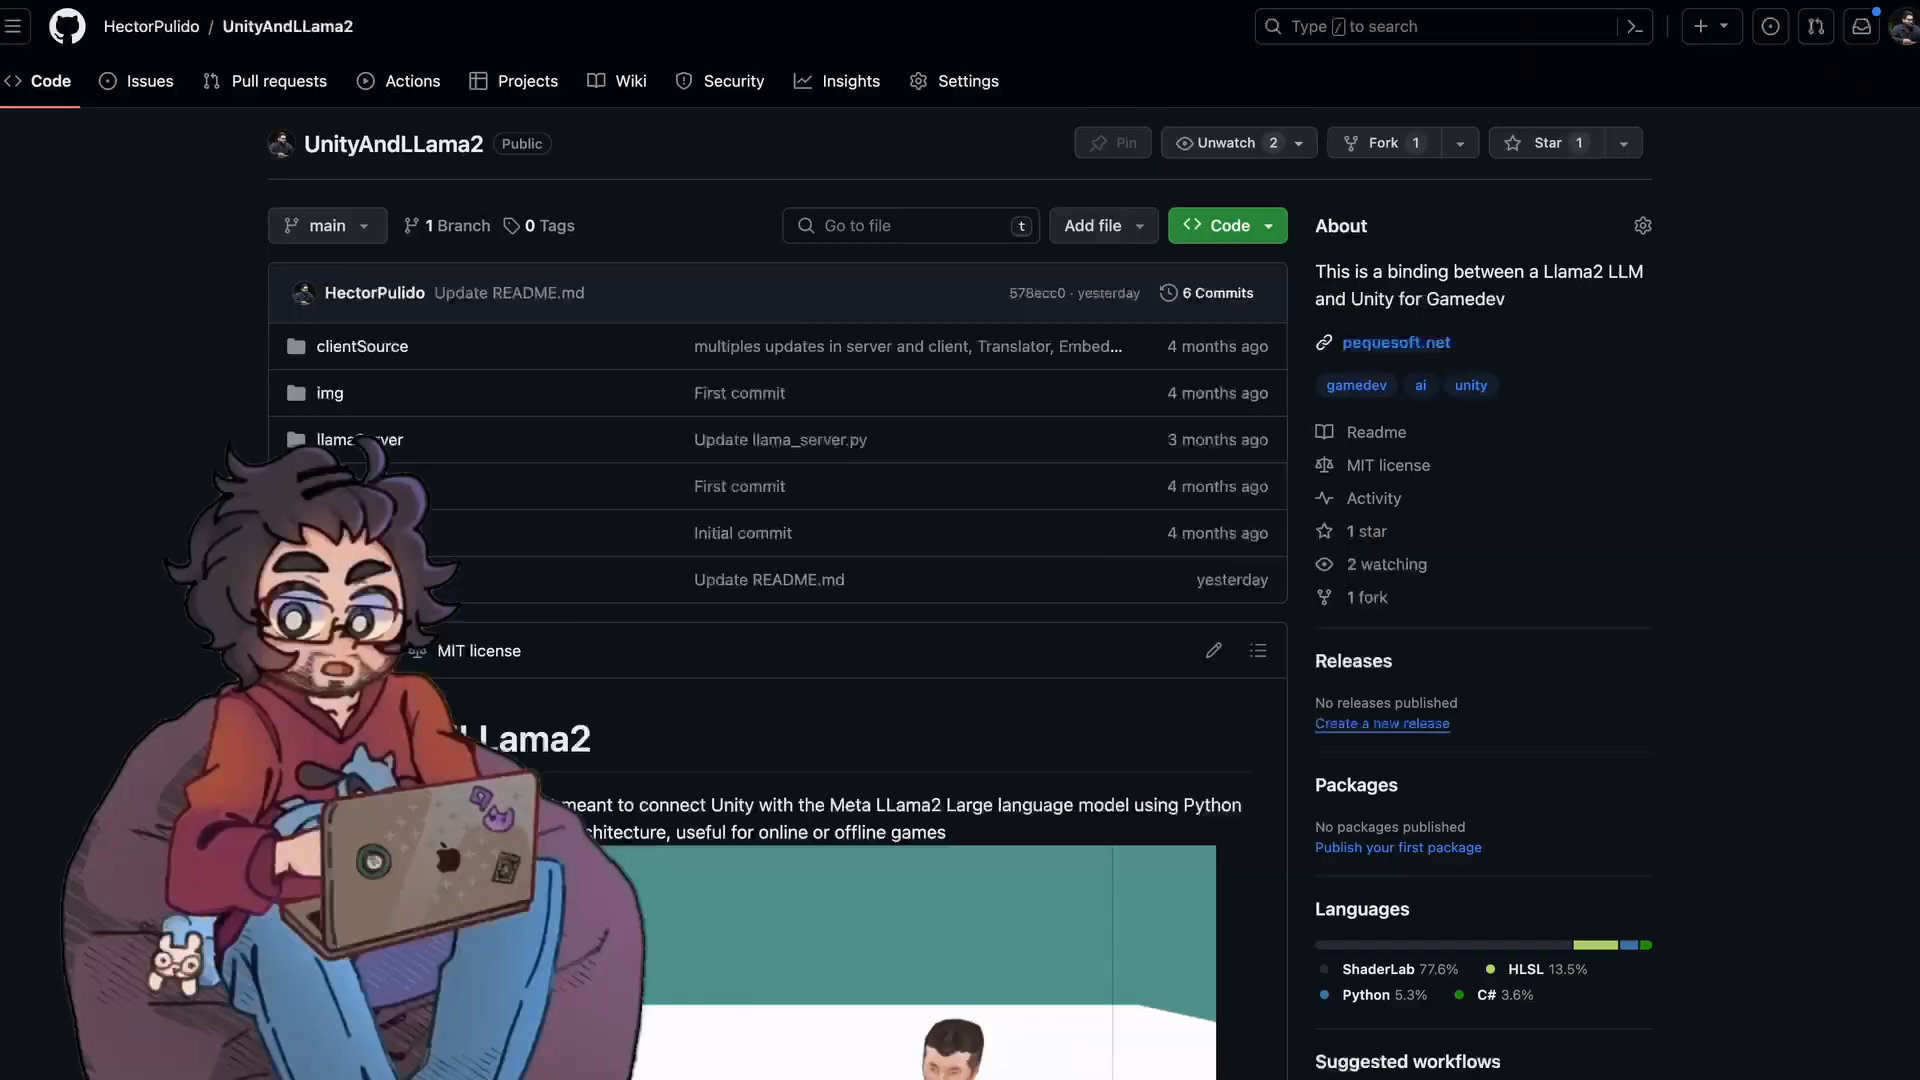 HectorPulido / UnityAndLLama2
Type / to search
Code Issues Pull requests Actions Projects Wiki Security Insights Settings
UnityAndLLama2 Public
Pin Unwatch 2 Fork 1 Star 1
main 1 Branch 0 Tags Go to file t Add file Code
HectorPulido Update README.md 578ecc0 · yesterday 6 Commits
clientSource multiples updates in server and client, Translator, Embed... 4 months ago
img First commit 4 months ago
Update llama_server.py 3 months ago
First commit 4 months ago
Initial commit 4 months ago
Update README.md yesterday
MIT license
LLama2
meant to connect Unity with the Meta LLama2 Large language model using Python
chitecture, useful for online or offline games
About
This is a binding between a Llama2 LLM
and Unity for Gamedev
pequesoft.net
gamedev ai unity
Readme
MIT license
Activity
1 star
2 watching
1 fork
Releases
No releases published
Create a new release
Packages
No packages published
Publish your first package
Languages
ShaderLab 77.6% HLSL 13.5%
Python 5.3% C# 3.6%
Suggested workflows